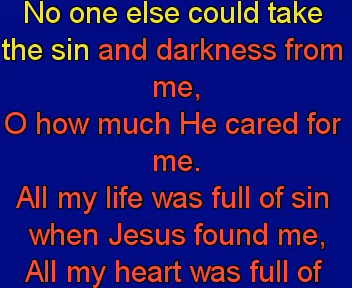 No one else could take
the sin and darkness from
me,
O how much He cared for
me.
All my life was full of sin
when Jesus found me,
All my heart was full of